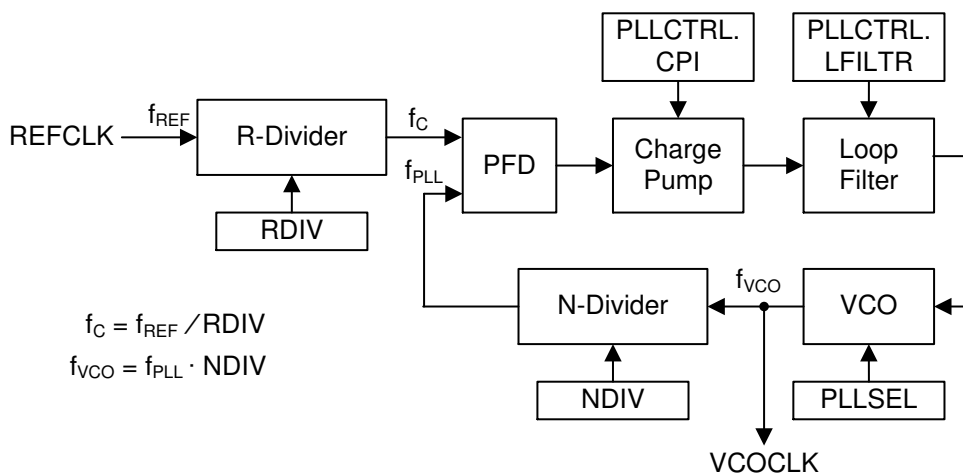 PLLCTRL.
CPI
PLLCTRL.
LFILTR
REFCLK
fREF
R-Divider
fC
fPLL
PFD
Charge
Pump
Loop
Filter
RDIV
fC = fREF / RDIV
fVCO = fPLL · NDIV
N-Divider
fVCO
VCO
NDIV
PLLSEL
VCOCLK